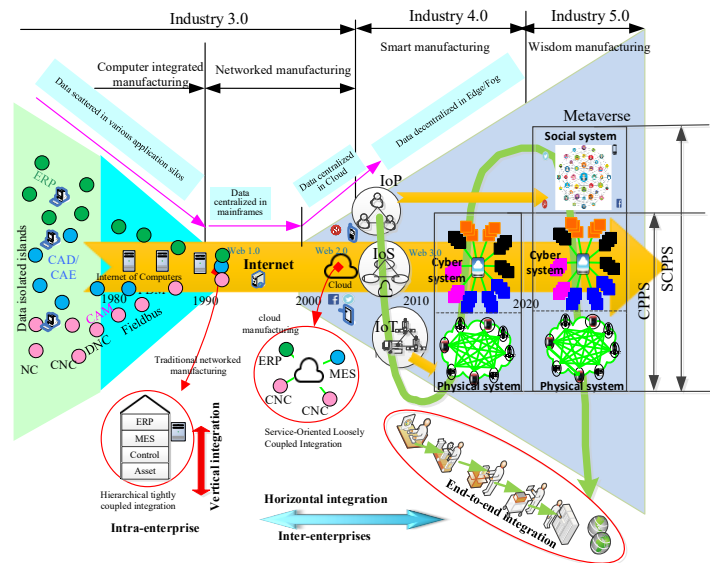 Industry 3.0
Industry 4.0
Industry 5.0
Smart manufacturing
Wisdom manufacturing
Computer integrated
manufacturing
Networked manufacturing
Data scattered in various application silos
Data
centralized in
mainframes
Data centralized
in Cloud
Data decentralized in Edge/Fog
Metaverse
Social system
ERP
CAD/
CAE
CAM
Data isolated islands
NC
CNC
DNC
Fieldbus
Internet of Computers
Internet
Web 1.0
Web 2.0
Web 3.0
Cloud
IoP
IoS
IoT
1980
1990
2000
2010
2020
Cyber
system
Cyber
system
Physical system
Physical system
CPPS
SCPPS
Traditional networked
manufacturing
cloud
manufacturing
ERP
MES
CNC
CNC
Service-Oriented Loosely
Coupled Integration
ERP
MES
Control
Asset
Vertical integration
Hierarchical tightly
coupled integration
Intra-enterprise
Horizontal integration
Inter-enterprises
End-to-end integration